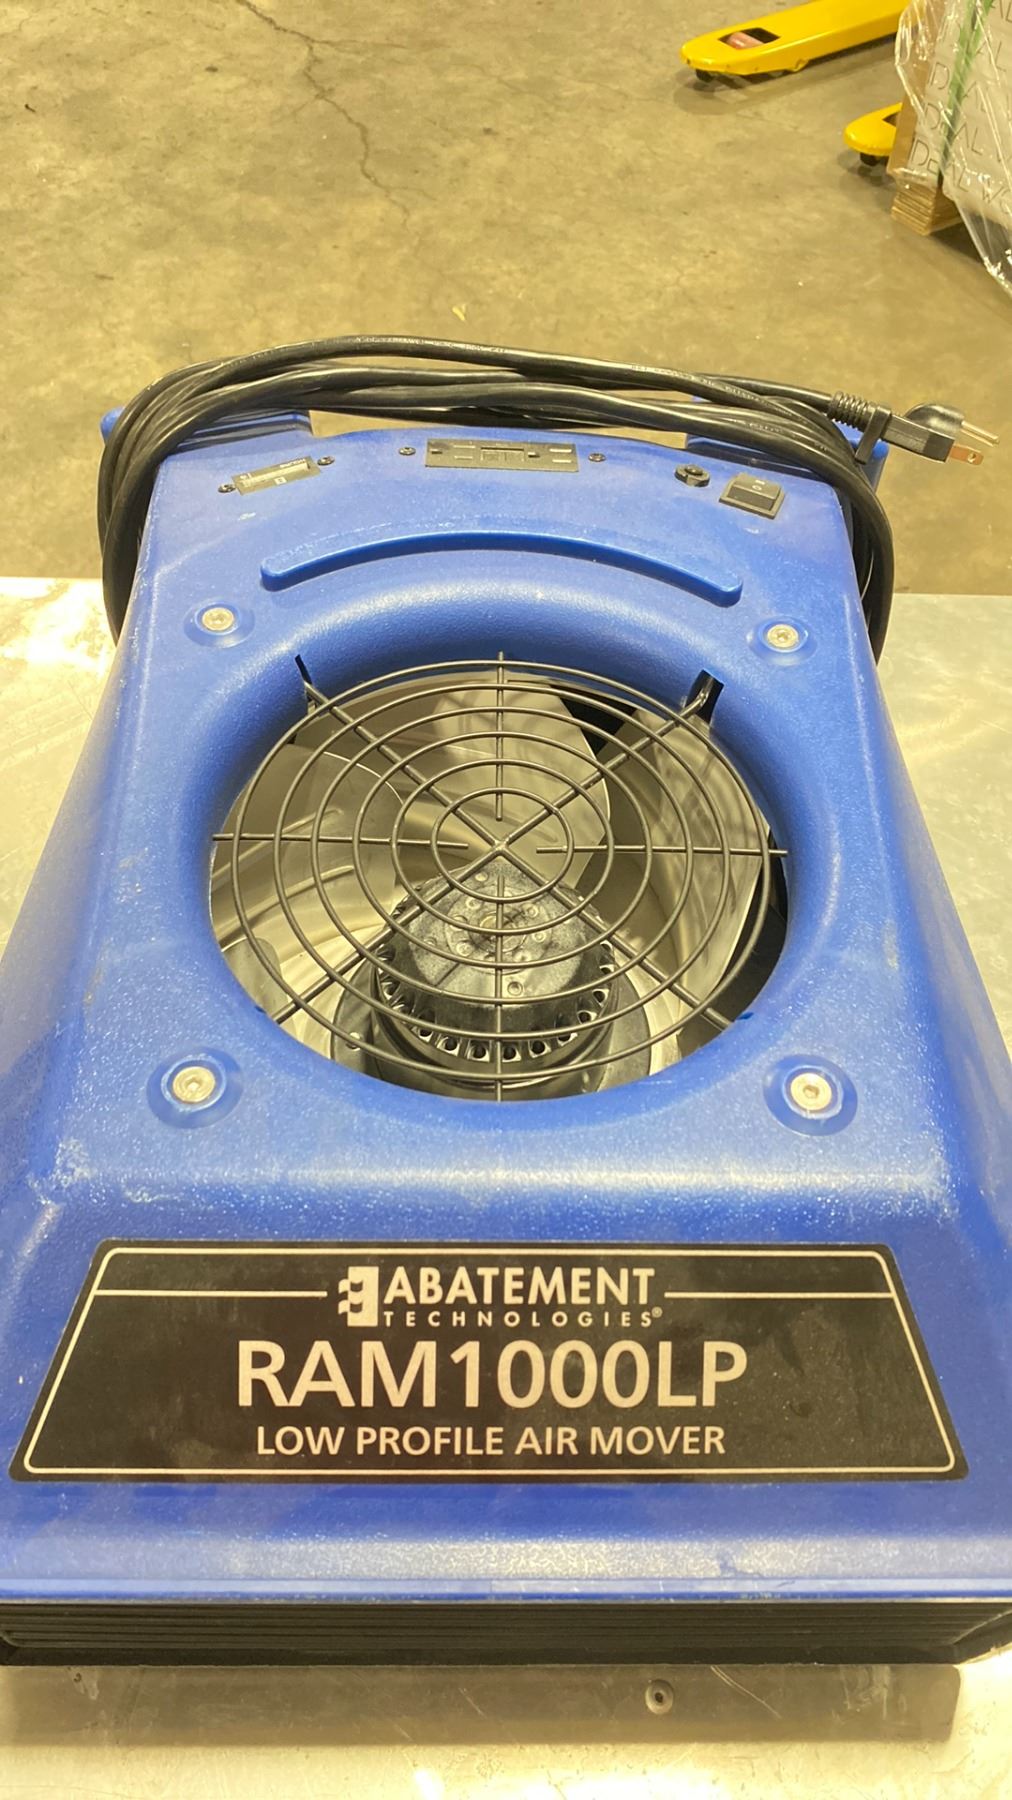 ABATEMENT
TECHNOLOGIES®
RAM1000LP
LOW PROFILE AIR MOVER